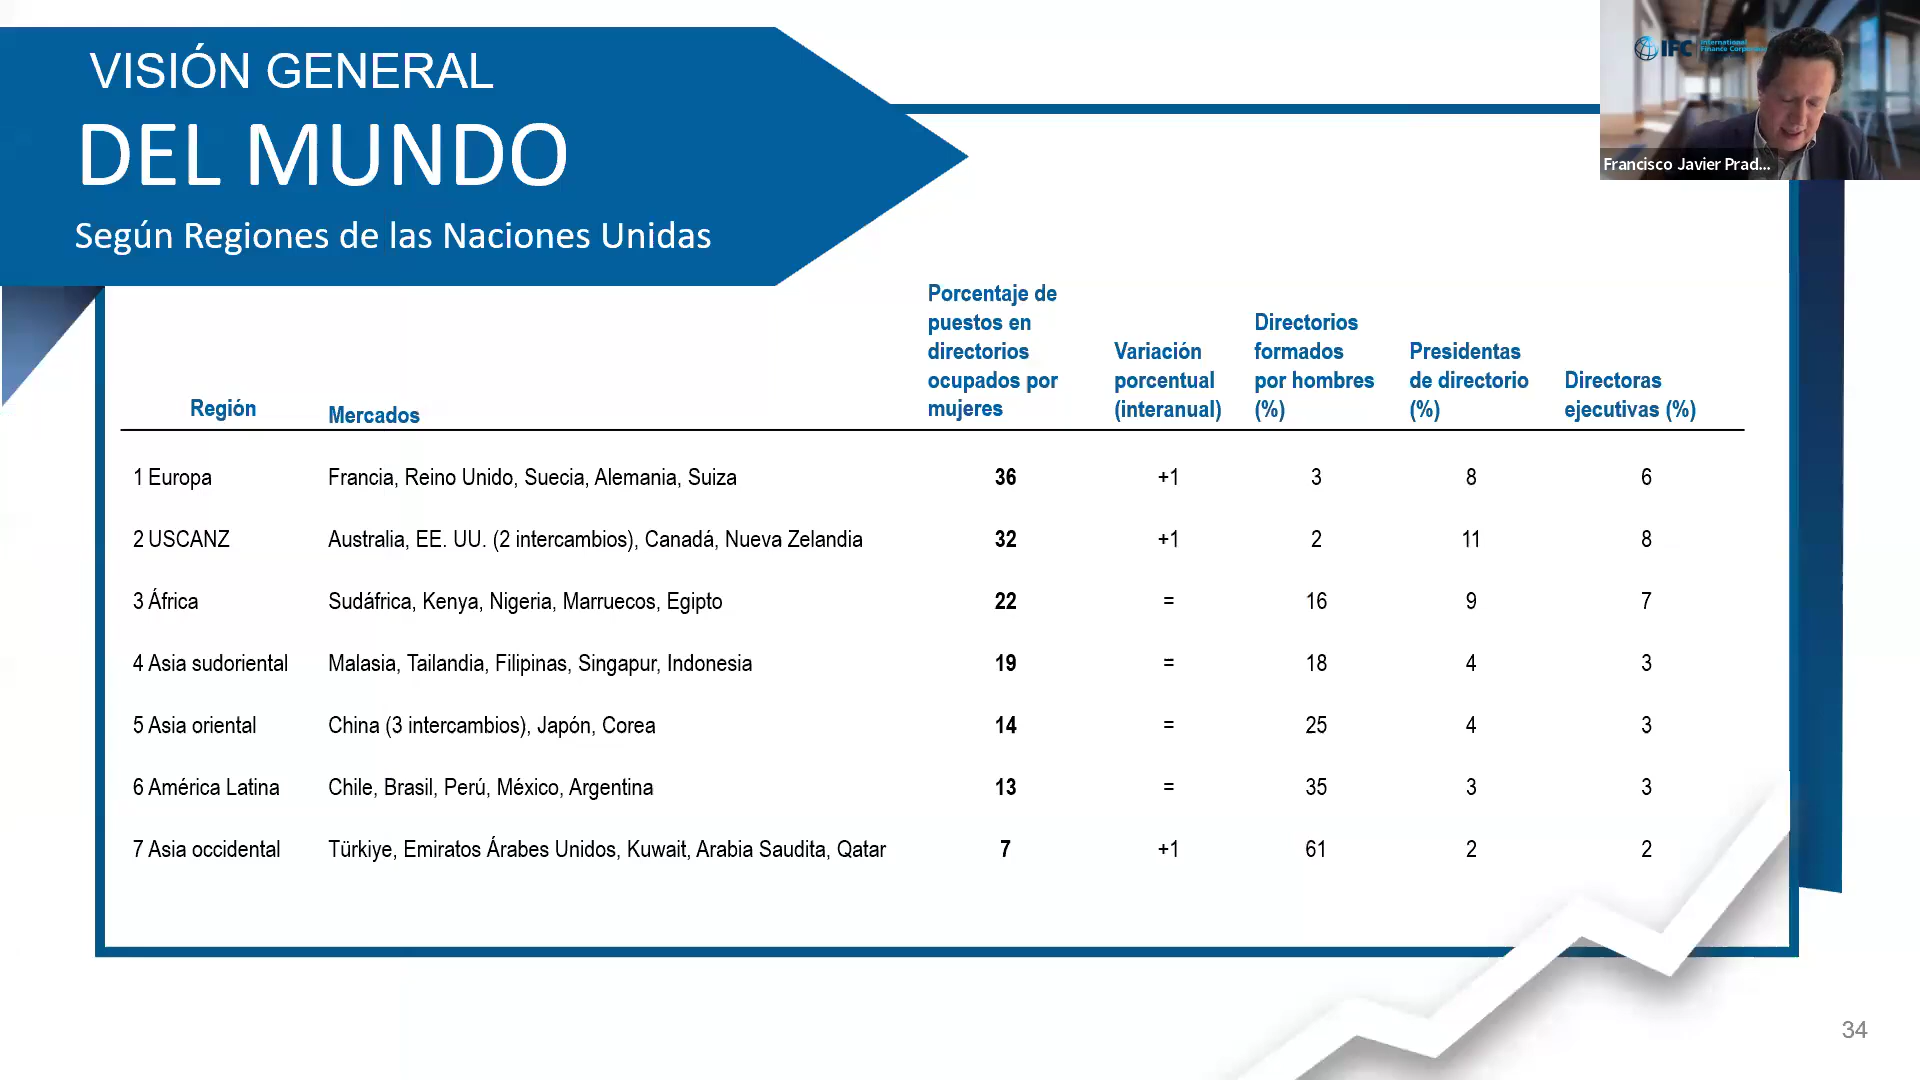 VISIÓN GENERAL
DEL MUNDO
Según Regiones de las Naciones Unidas
IFC International
Finance Corporation
Francisco Javier Prad...
Región
Mercados
Porcentaje de
puestos en
directorios
ocupados por
mujeres
Variación
porcentual
(interanual)
Directorios
formados
por hombres
(%)
Presidentas
de directorio
(%)
Directoras
ejecutivas (%)
1 Europa Francia, Reino Unido, Suecia, Alemania, Suiza 36 +1 3 8 6
2 USCANZ Australia, EE. UU. (2 intercambios), Canadá, Nueva Zelandia 32 +1 2 11 8
3 África Sudáfrica, Kenya, Nigeria, Marruecos, Egipto 22 = 16 9 7
4 Asia sudoriental Malasia, Tailandia, Filipinas, Singapur, Indonesia 19 = 18 4 3
5 Asia oriental China (3 intercambios), Japón, Corea 14 = 25 4 3
6 América Latina Chile, Brasil, Perú, México, Argentina 13 = 35 3 3
7 Asia occidental Türkiye, Emiratos Árabes Unidos, Kuwait, Arabia Saudita, Qatar 7 +1 61 2 2
34